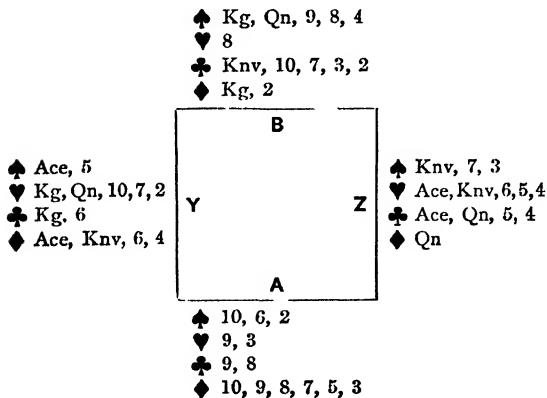 ♠ Kg, Qn, 9, 8, 4
♥ 8
♣ Knv, 10, 7, 3, 2
♦ Kg, 2
B
♠ Ace, 5
♥ Kg, Qn, 10, 7, 2
♣ Kg. 6
♦ Ace, Knv, 6, 4
Y
Z
♠ Knv, 7, 3
♥ Ace, Knv, 6, 5, 4
♣ Ace, Qn, 5, 4
♦ Qn
A
♠ 10, 6, 2
♥ 9, 3
♣ 9, 8
♦ 10, 9, 8, 7, 5, 3